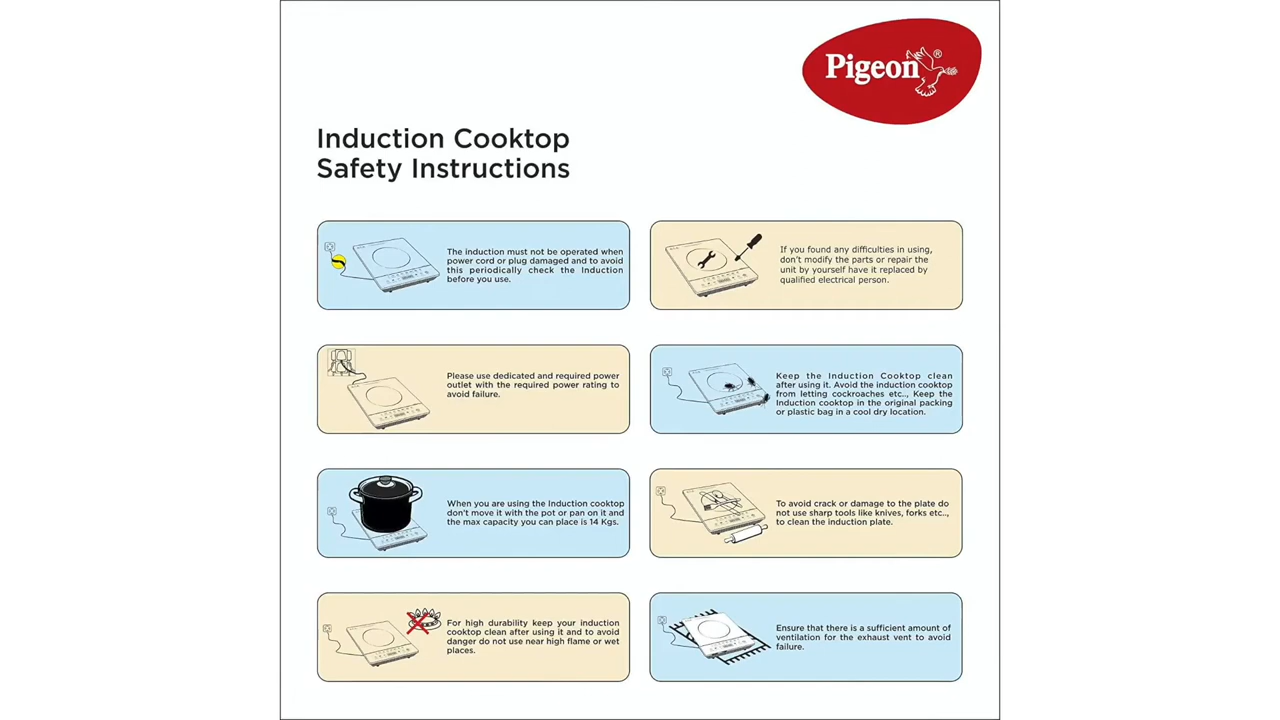 Pigeon®
Induction Cooktop
Safety Instructions
The induction must not be operated when
power cord or plug damaged and to avoid
this periodically check the Induction
before you use.
If you found any difficulties in using,
don't modify the parts or repair the
unit by yourself have it replaced by
qualified electrical person.
Please use dedicated and required power
outlet with the required power rating to
avoid failure.
Keep the Induction Cooktop clean
after using it. Avoid the induction cooktop
from letting cockroaches etc.., Keep the
Induction cooktop in the original packing
or plastic bag in a cool dry location.
When you are using the Induction cooktop
don't move it with the pot or pan on it and
the max capacity you can place is 14 Kgs.
To avoid crack or damage to the plate do
not use sharp tools like knives, forks etc..,
to clean the induction plate.
For high durability keep your induction
cooktop clean after using it and to avoid
danger do not use near high flame or wet
places.
Ensure that there is a sufficient amount of
ventilation for the exhaust vent to avoid
failure.